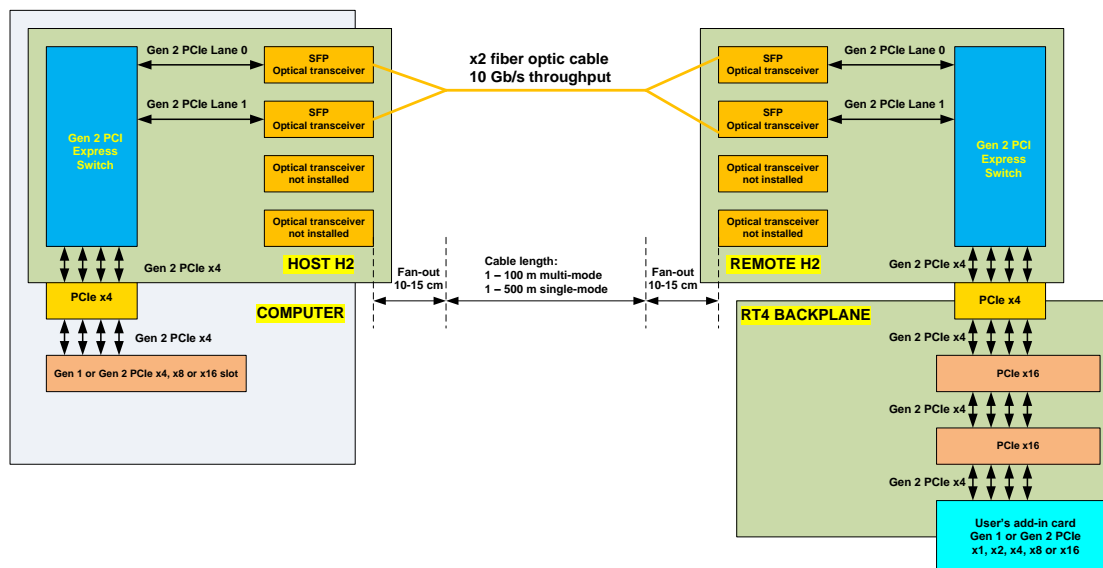 Gen 2 PCIe Lane 0
SFP
Optical transceiver
Gen 2 PCIe Lane 1
SFP
Optical transceiver
Gen 2 PCI
Express
Switch
Optical transceiver
not installed
Optical transceiver
not installed
HOST H2
Gen 2 PCIe x4
PCIe x4
COMPUTER
Gen 2 PCIe x4
Gen 1 or Gen 2 PCIe x4, x8 or x16 slot
x2 fiber optic cable
10 Gb/s throughput
Fan-out
10-15 cm
Cable length:
1 – 100 m multi-mode
1 – 500 m single-mode
Fan-out
10-15 cm
SFP
Optical transceiver
Gen 2 PCIe Lane 0
SFP
Optical transceiver
Gen 2 PCIe Lane 1
Gen 2 PCI
Express
Switch
Optical transceiver
not installed
Optical transceiver
not installed
REMOTE H2
Gen 2 PCIe x4
PCIe x4
RT4 BACKPLANE
Gen 2 PCIe x4
PCIe x16
Gen 2 PCIe x4
PCIe x16
Gen 2 PCIe x4
User's add-in card
Gen 1 or Gen 2 PCIe
x1, x2, x4, x8 or x16